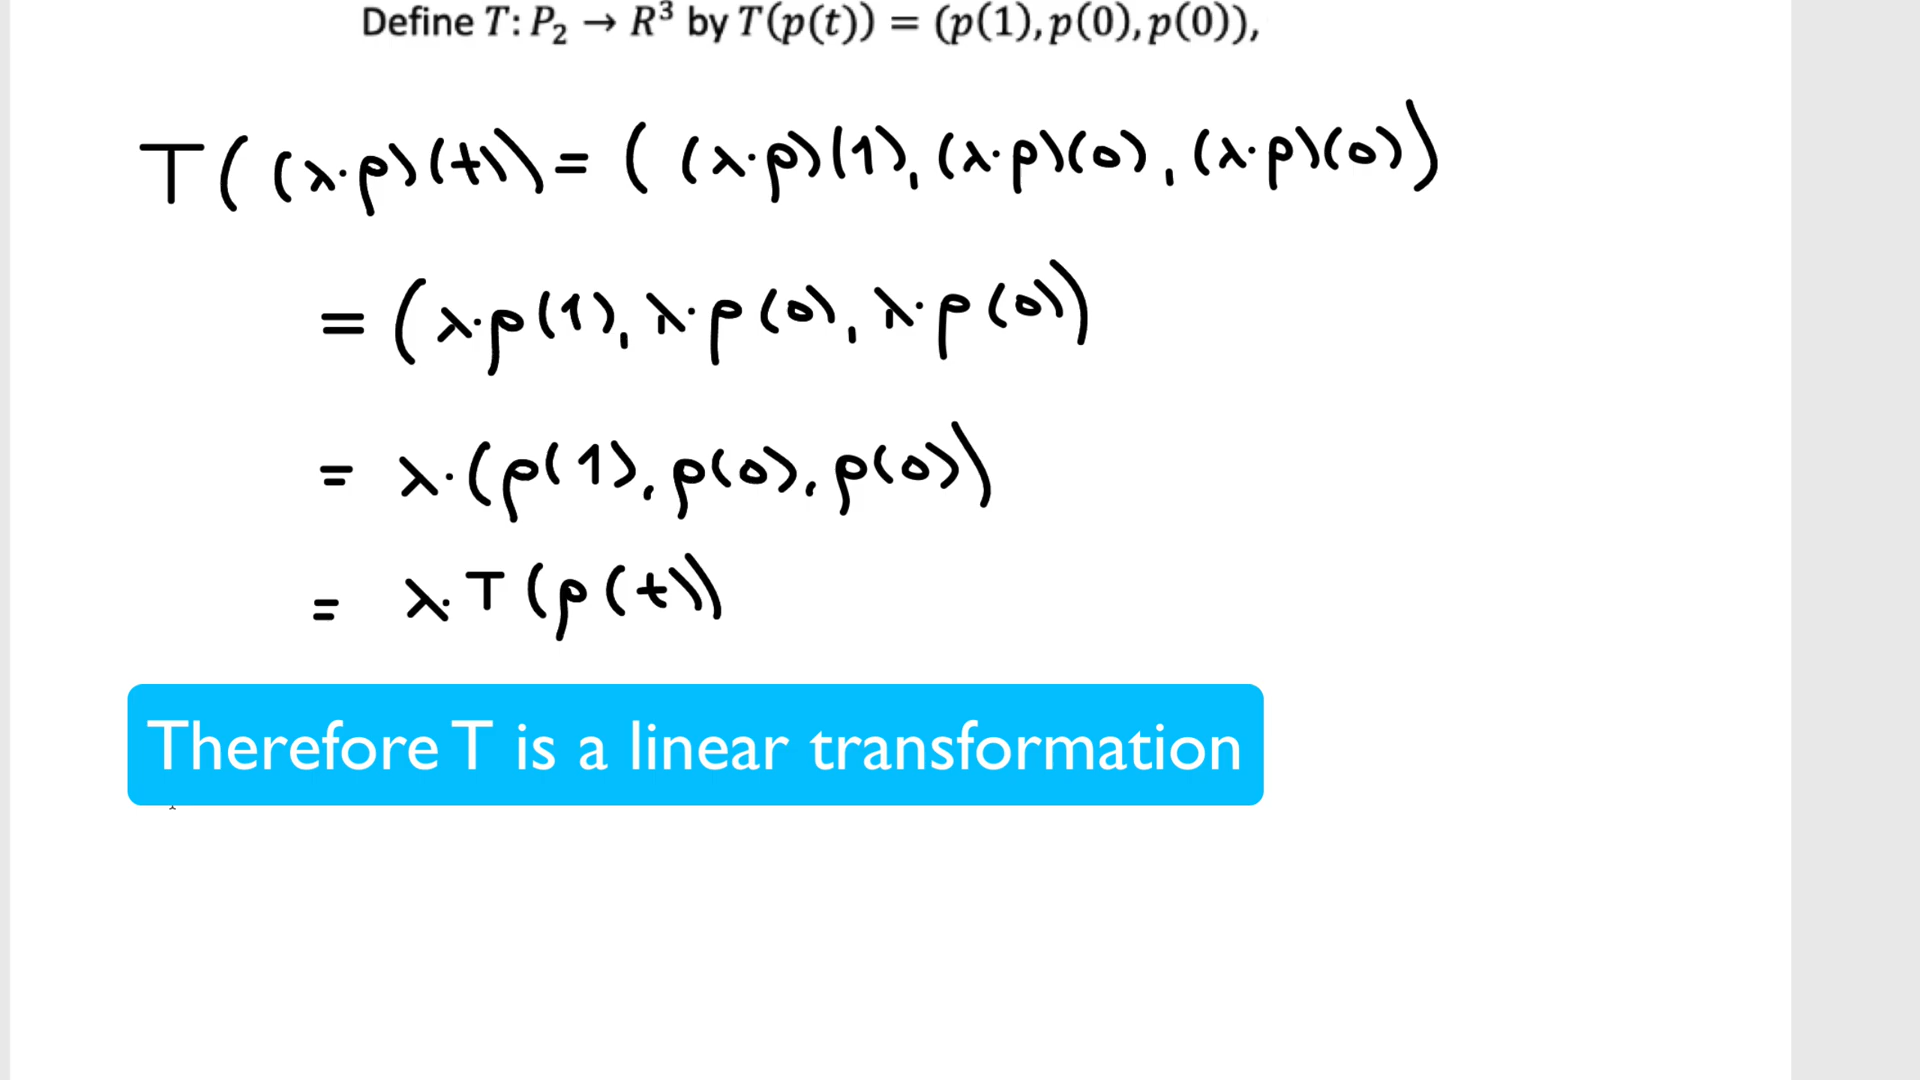 Define T: P₂ → R³ by T(p(t)) = (p(1), p(0), p(0)),
T((λ·p)(t)) = ((λ·p)(1), (λ·p)(0), (λ·p)(0))
= (λ·p(1), λ·p(0), λ·p(0))
= λ·(p(1), p(0), p(0))
= λ·T(p(t))
Therefore T is a linear transformation